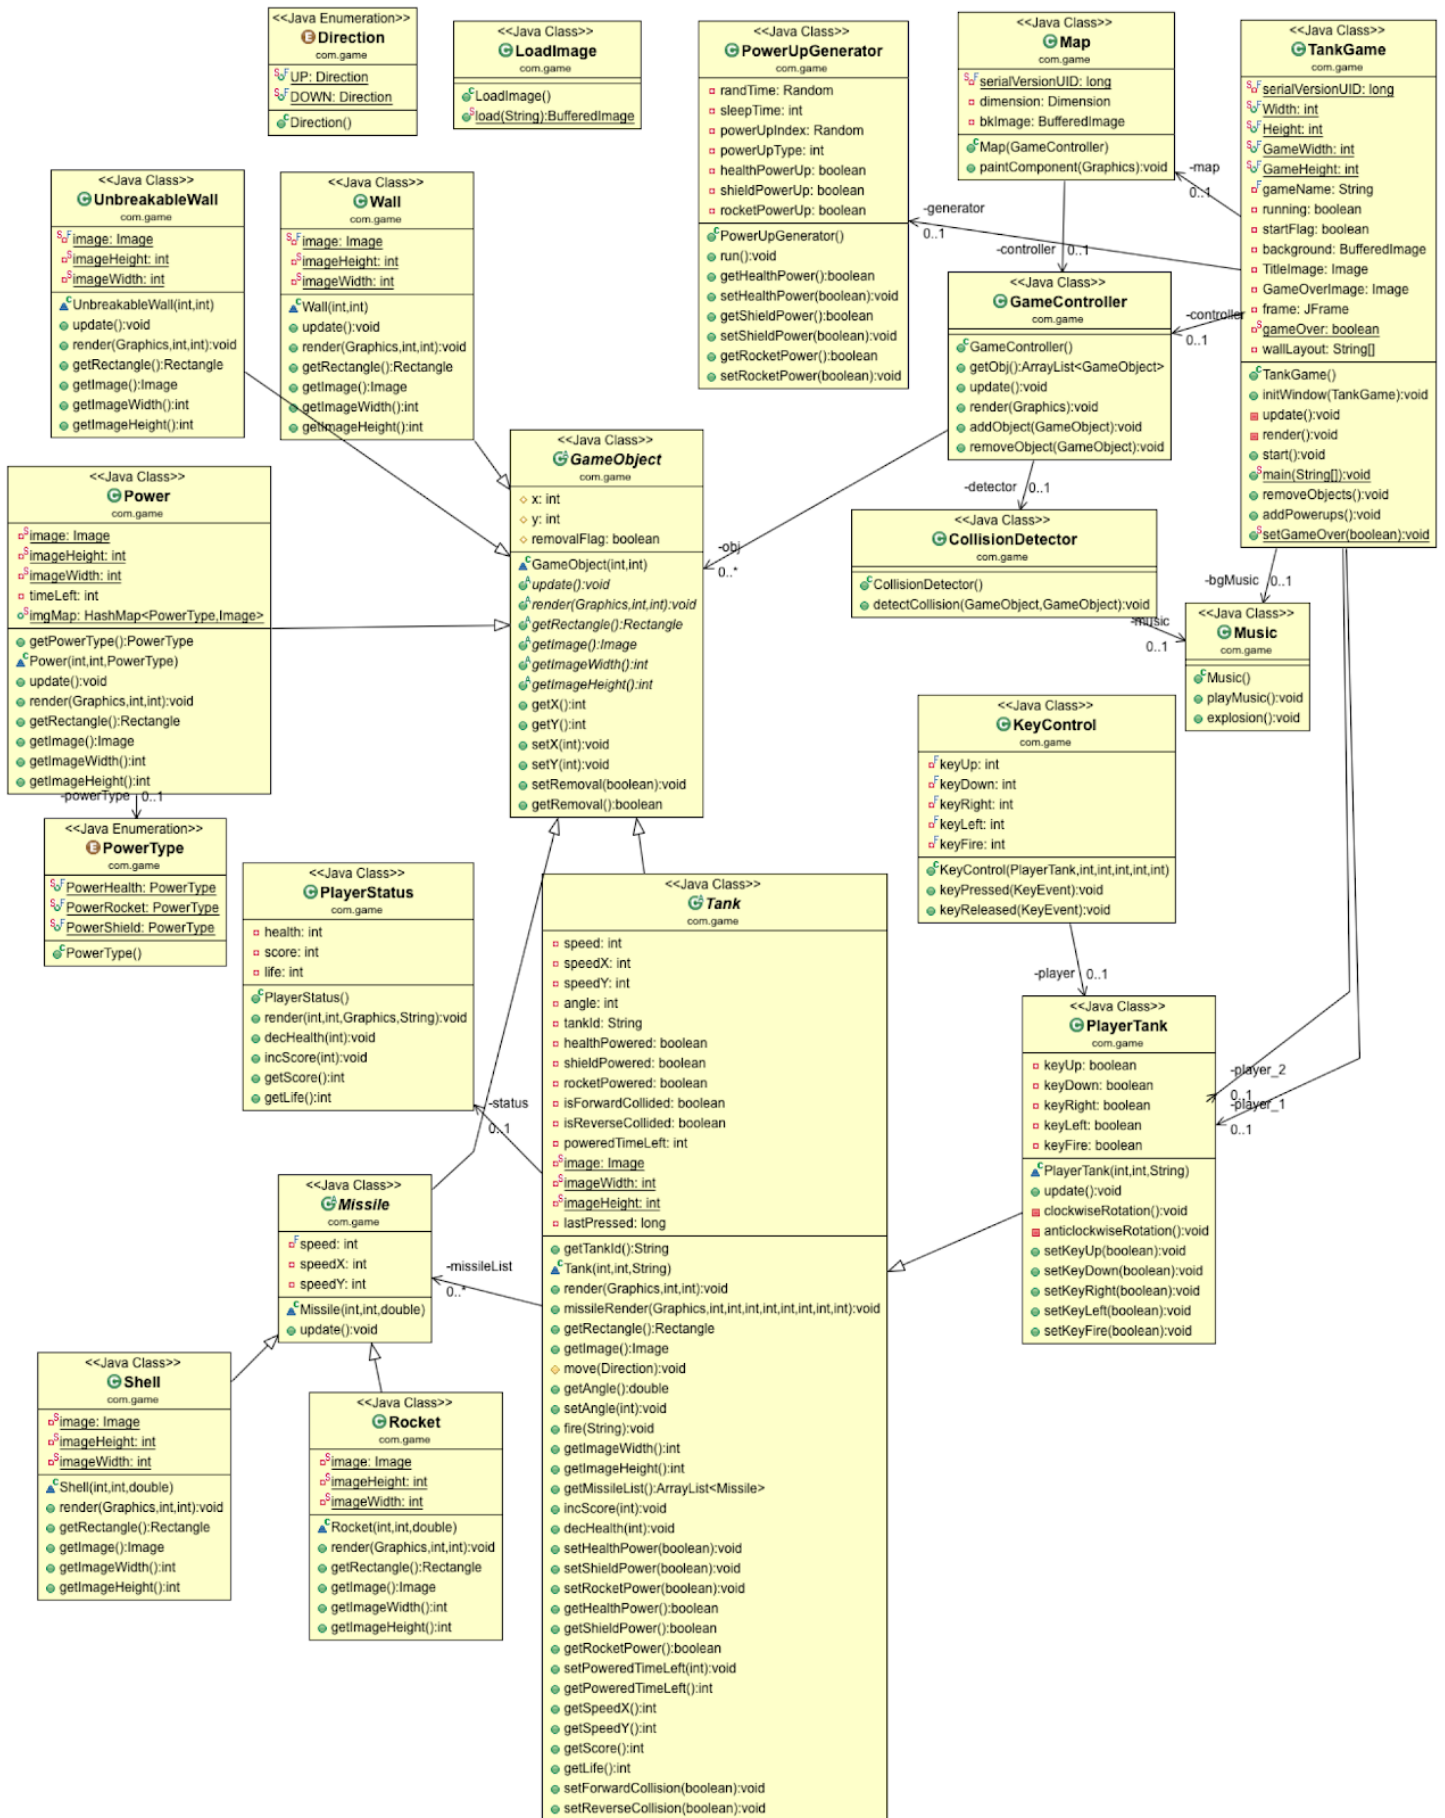 <<Java Enumeration>>
Direction
com.game
UP: Direction
DOWN: Direction
Direction()
<<Java Class>>
LoadImage
com.game
LoadImage()
load(String):BufferedImage
<<Java Class>>
PowerUpGenerator
com.game
randTime: Random
sleepTime: int
powerUpIndex: Random
powerUpType: int
healthPowerUp: boolean
shieldPowerUp: boolean
rocketPowerUp: boolean
PowerUpGenerator()
run():void
getHealthPower():boolean
setHealthPower(boolean):void
getShieldPower():boolean
setShieldPower(boolean):void
getRocketPower():boolean
setRocketPower(boolean):void
<<Java Class>>
Map
com.game
serialVersionUID: long
dimension: Dimension
bkImage: BufferedImage
Map(GameController)
paintComponent(Graphics):void
<<Java Class>>
TankGame
com.game
serialVersionUID: long
Width: int
Height: int
GameWidth: int
GameHeight: int
gameName: String
running: boolean
startFlag: boolean
background: BufferedImage
TitleImage: Image
GameOverImage: Image
frame: JFrame
gameOver: boolean
wallLayout: String[]
TankGame()
initWindow(TankGame):void
update():void
render():void
start():void
main(String[]):void
removeObjects():void
addPowerups():void
setGameOver(boolean):void
-map
0..1
-generator
0..1
-controller
0..1
-controller
0..1
<<Java Class>>
UnbreakableWall
com.game
image: Image
imageHeight: int
imageWidth: int
UnbreakableWall(int,int)
update():void
render(Graphics,int,int):void
getRectangle():Rectangle
getImage():Image
getImageWidth():int
getImageHeight():int
<<Java Class>>
Wall
com.game
image: Image
imageHeight: int
imageWidth: int
Wall(int,int)
update():void
render(Graphics,int,int):void
getRectangle():Rectangle
getImage():Image
getImageWidth():int
getImageHeight():int
<<Java Class>>
GameController
com.game
GameController()
getObj():ArrayList<GameObject>
update():void
render(Graphics):void
addObject(GameObject):void
removeObject(GameObject):void
<<Java Class>>
Power
com.game
image: Image
imageHeight: int
imageWidth: int
timeLeft: int
imgMap: HashMap<PowerType,Image>
getPowerType():PowerType
Power(int,int,PowerType)
update():void
render(Graphics,int,int):void
getRectangle():Rectangle
getImage():Image
getImageWidth():int
getImageHeight():int
-powerType
0..1
<<Java Class>>
GameObject
com.game
x: int
y: int
removalFlag: boolean
GameObject(int,int)
update():void
render(Graphics,int,int):void
getRectangle():Rectangle
getImage():Image
getImageWidth():int
getImageHeight():int
getX():int
getY():int
setX(int):void
setY(int):void
setRemoval(boolean):void
getRemoval():boolean
-obj
0..*
-detector
0..1
<<Java Class>>
CollisionDetector
com.game
CollisionDetector()
detectCollision(GameObject,GameObject):void
-music
0..1
-bgMusic
0..1
<<Java Class>>
Music
com.game
Music()
playMusic():void
explosion():void
<<Java Class>>
KeyControl
com.game
keyUp: int
keyDown: int
keyRight: int
keyLeft: int
keyFire: int
KeyControl(PlayerTank,int,int,int,int,int)
keyPressed(KeyEvent):void
keyReleased(KeyEvent):void
-player
0..1
<<Java Enumeration>>
PowerType
com.game
PowerHealth: PowerType
PowerRocket: PowerType
PowerShield: PowerType
PowerType()
<<Java Class>>
PlayerStatus
com.game
health: int
score: int
life: int
PlayerStatus()
render(int,int,Graphics,String):void
decHealth(int):void
incScore(int):void
getScore():int
getLife():int
-status
0..1
<<Java Class>>
Tank
com.game
speed: int
speedX: int
speedY: int
angle: int
tankId: String
healthPowered: boolean
shieldPowered: boolean
rocketPowered: boolean
isForwardCollided: boolean
isReverseCollided: boolean
poweredTimeLeft: int
image: Image
imageWidth: int
imageHeight: int
lastPressed: long
getTankId():String
Tank(int,int,String)
render(Graphics,int,int):void
missileRender(Graphics,int,int,int,int,int,int,int,int):void
getRectangle():Rectangle
getImage():Image
move(Direction):void
getAngle():double
setAngle(int):void
fire(String):void
getImageWidth():int
getImageHeight():int
getMissileList():ArrayList<Missile>
incScore(int):void
decHealth(int):void
setHealthPower(boolean):void
setShieldPower(boolean):void
setRocketPower(boolean):void
getHealthPower():boolean
getShieldPower():boolean
getRocketPower():boolean
setPoweredTimeLeft(int):void
getPoweredTimeLeft():int
getSpeedX():int
getSpeedY():int
getScore():int
getLife():int
setForwardCollision(boolean):void
setReverseCollision(boolean):void
<<Java Class>>
PlayerTank
com.game
keyUp: boolean
keyDown: boolean
keyRight: boolean
keyLeft: boolean
keyFire: boolean
PlayerTank(int,int,String)
update():void
clockwiseRotation():void
anticlockwiseRotation():void
setKeyUp(boolean):void
setKeyDown(boolean):void
setKeyRight(boolean):void
setKeyLeft(boolean):void
setKeyFire(boolean):void
-player_2
0..1
-player_1
0..1
<<Java Class>>
Missile
com.game
speed: int
speedX: int
speedY: int
Missile(int,int,double)
update():void
-missileList
0..*
<<Java Class>>
Shell
com.game
image: Image
imageHeight: int
imageWidth: int
Shell(int,int,double)
render(Graphics,int,int):void
getRectangle():Rectangle
getImage():Image
getImageWidth():int
getImageHeight():int
<<Java Class>>
Rocket
com.game
image: Image
imageHeight: int
imageWidth: int
Rocket(int,int,double)
render(Graphics,int,int):void
getRectangle():Rectangle
getImage():Image
getImageWidth():int
getImageHeight():int